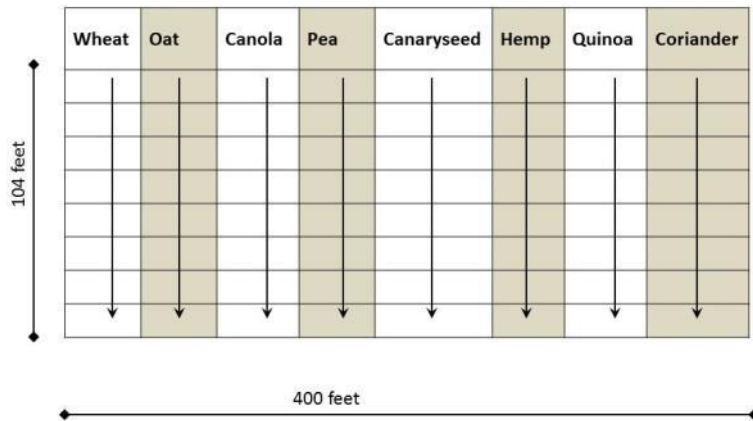 Wheat Oat Canola Pea Canaryseed Hemp Quinoa Coriander
104 feet
400 feet